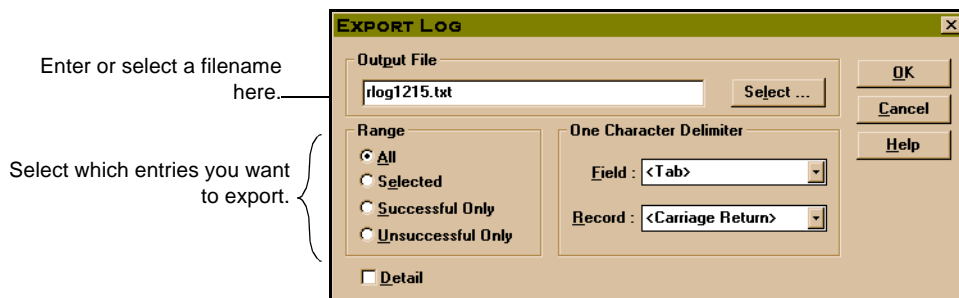 EXPORT LOG
Enter or select a filename
here.
Output File
rlog1215.txt
Select ...
OK
Cancel
Help
Select which entries you want
to export.
Range
All
Selected
Successful Only
Unsuccessful Only
One Character Delimiter
Field : <Tab>
Record : <Carriage Return>
Detail